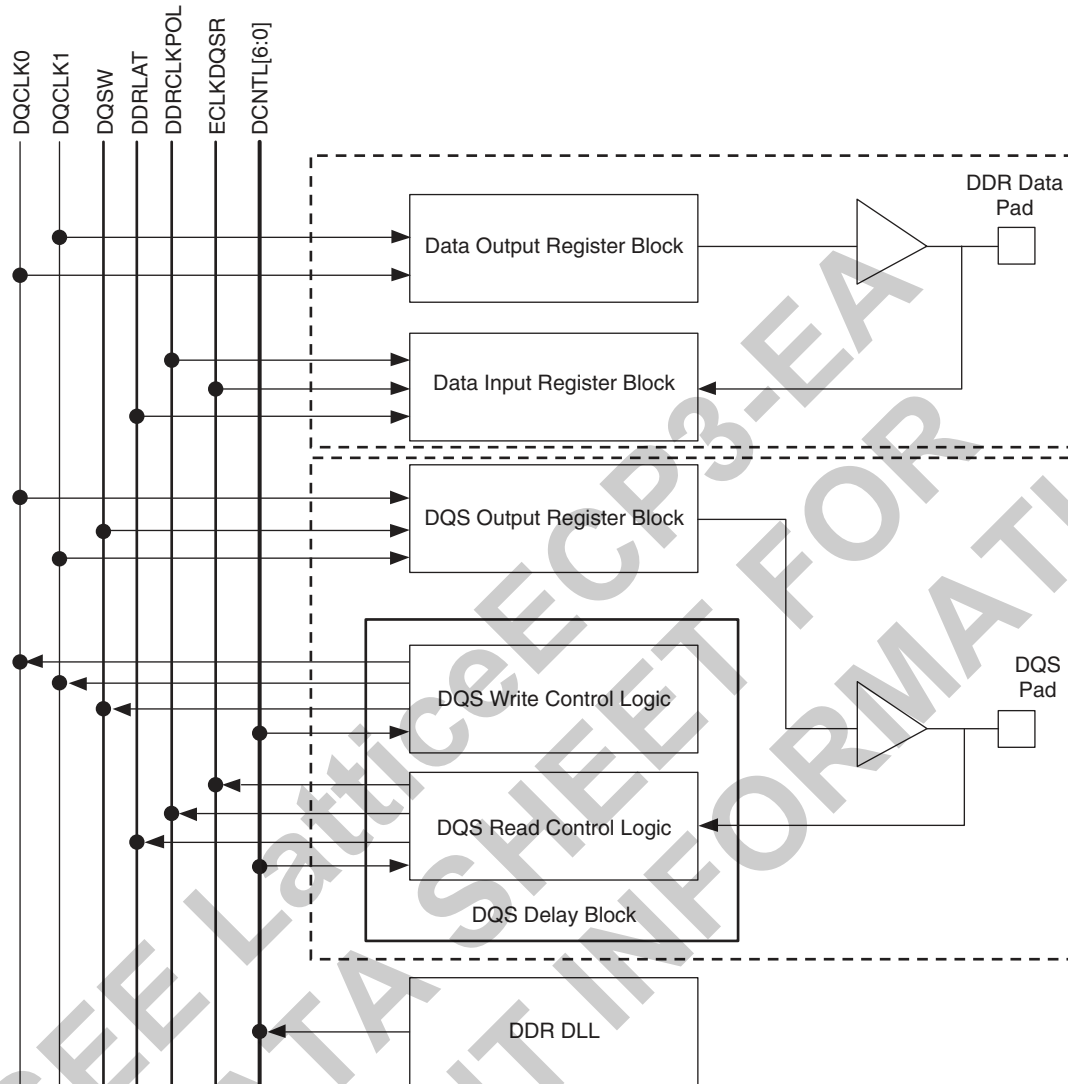 DQCLK0
DQCLK1
DQSW
DDRLAT
DDRCLKPOL
ECLKDQSR
DCNTL[6:0]
DDR Data
Pad
Data Output Register Block
Data Input Register Block
DQS Output Register Block
DQS
Pad
DQS Write Control Logic
DQS Read Control Logic
DQS Delay Block
DDR DLL
SEE LatticeECP3-EA
DATA SHEET FOR